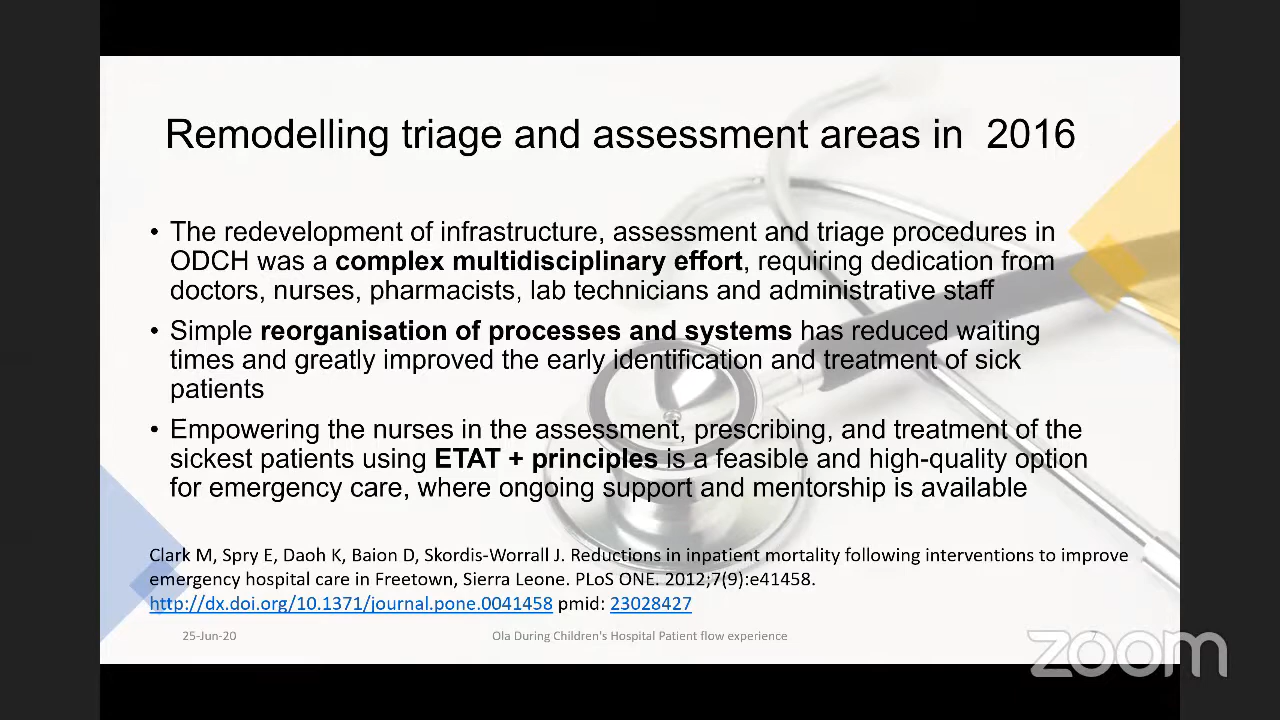 Remodelling triage and assessment areas in 2016
• The redevelopment of infrastructure, assessment and triage procedures in
ODCH was a complex multidisciplinary effort, requiring dedication from
doctors, nurses, pharmacists, lab technicians and administrative staff
• Simple reorganisation of processes and systems has reduced waiting
times and greatly improved the early identification and treatment of sick
patients
• Empowering the nurses in the assessment, prescribing, and treatment of the
sickest patients using ETAT + principles is a feasible and high-quality option
for emergency care, where ongoing support and mentorship is available
Clark M, Spry E, Daoh K, Baion D, Skordis-Worrall J. Reductions in inpatient mortality following interventions to improve
emergency hospital care in Freetown, Sierra Leone. PLoS ONE. 2012;7(9):e41458.
http://dx.doi.org/10.1371/journal.pone.0041458 pmid: 23028427
25-Jun-20
Ola During Children's Hospital Patient flow experience
7
zoom